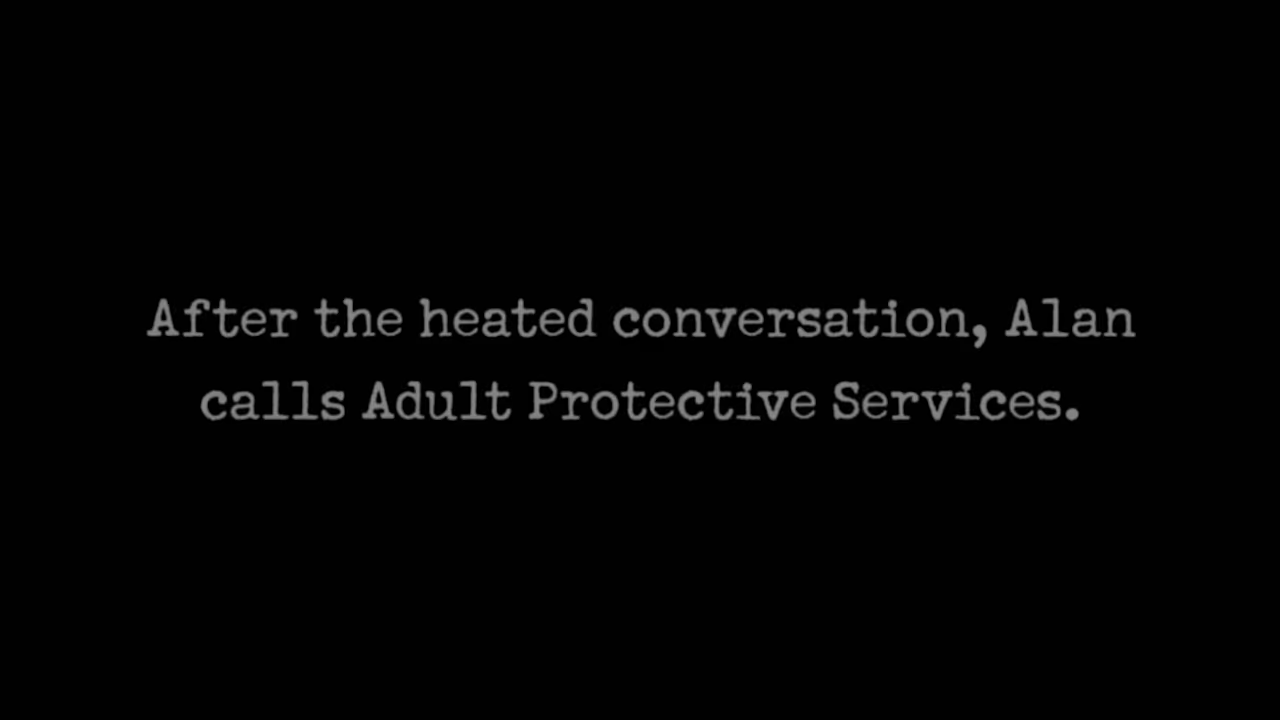 After the heated conversation, Alan
calls Adult Protective Services.